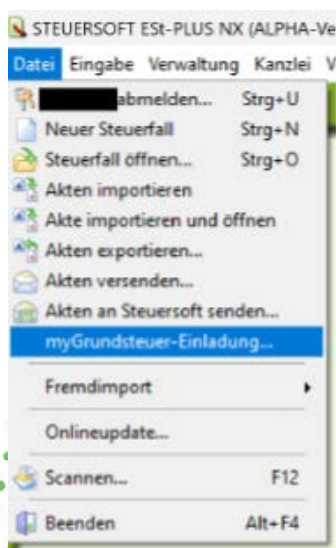 STEUERSOFT ESt-PLUS NX (ALPHA-Ve
Datei Eingabe Verwaltung Kanzlei V
abmelden... Strg+U
Neuer Steuerfall Strg+N
Steuerfall öffnen... Strg+O
Akten importieren
Akte importieren und öffnen
Akten exportieren...
Akten versenden...
Akten an Steuersoft senden...
myGrundsteuer-Einladung...
Fremdimport
Onlineupdate...
Scannen... F12
Beenden Alt+F4